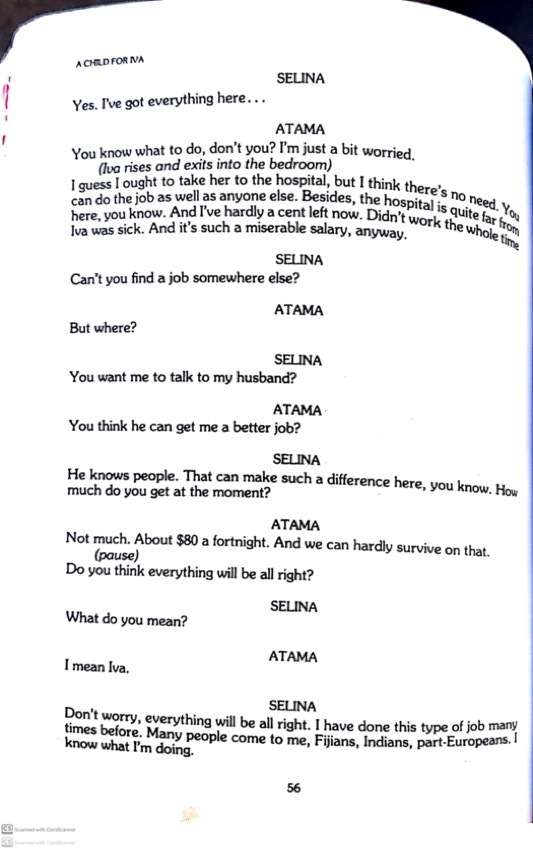 A CHILD FOR IVA
SELINA
Yes. I've got everything here...
ATAMA
You know what to do, don't you? I'm just a bit worried.
(Iva rises and exits into the bedroom)
I guess I ought to take her to the hospital, but I think there's no need. You
can do the job as well as anyone else. Besides, the hospital is quite far from
here, you know. And I've hardly a cent left now. Didn't work the whole time
Iva was sick. And it's such a miserable salary, anyway.
SELINA
Can't you find a job somewhere else?
ATAMA
But where?
SELINA
You want me to talk to my husband?
ATAMA
You think he can get me a better job?
SELINA
He knows people. That can make such a difference here, you know. How
much do you get at the moment?
ATAMA
Not much. About $80 a fortnight. And we can hardly survive on that.
(pause)
Do you think everything will be all right?
SELINA
What do you mean?
ATAMA
I mean Iva.
SELINA
Don't worry, everything will be all right. I have done this type of job many
times before. Many people come to me, Fijians, Indians, part-Europeans. I
know what I'm doing.
56
CS Scanned with CamScanner
CS Scanned with CamScanner